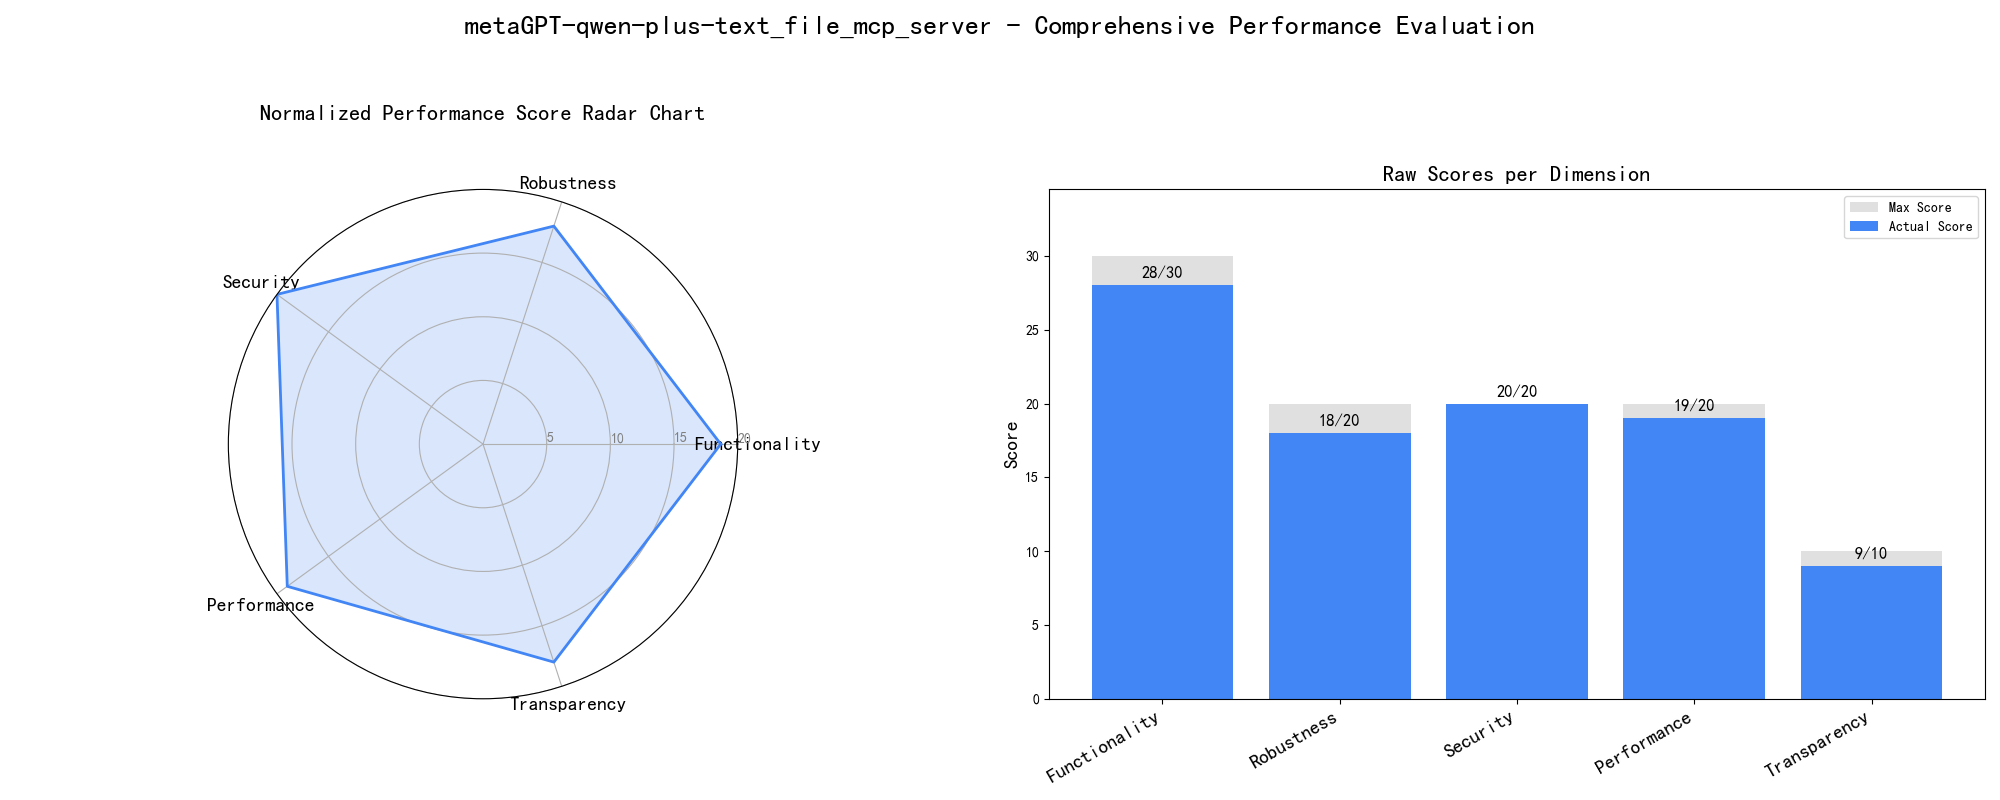 metaGPT-qwen-plus-text_file_mcp_server - Comprehensive Performance Evaluation
Normalized Performance Score Radar Chart
Robustness
Security
Functionality
Performance
Transparency
5
10
15
20
Raw Scores per Dimension
Max Score
Actual Score
Score
30
25
20
15
10
5
0
28/30
18/20
20/20
19/20
9/10
Functionality
Robustness
Security
Performance
Transparency